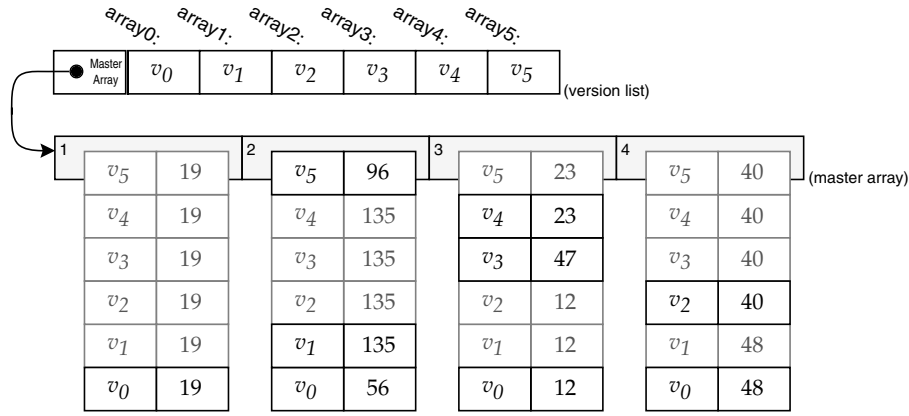 array0: array1: array2: array3: array4: array5:
Master Array v0 v1 v2 v3 v4 v5
(version list)
1 2 3 4
v5 19 v5 96 v5 23 v5 40
(master array)
v4 19 v4 135 v4 23 v4 40
v3 19 v3 135 v3 47 v3 40
v2 19 v2 135 v2 12 v2 40
v1 19 v1 135 v1 12 v1 48
v0 19 v0 56 v0 12 v0 48